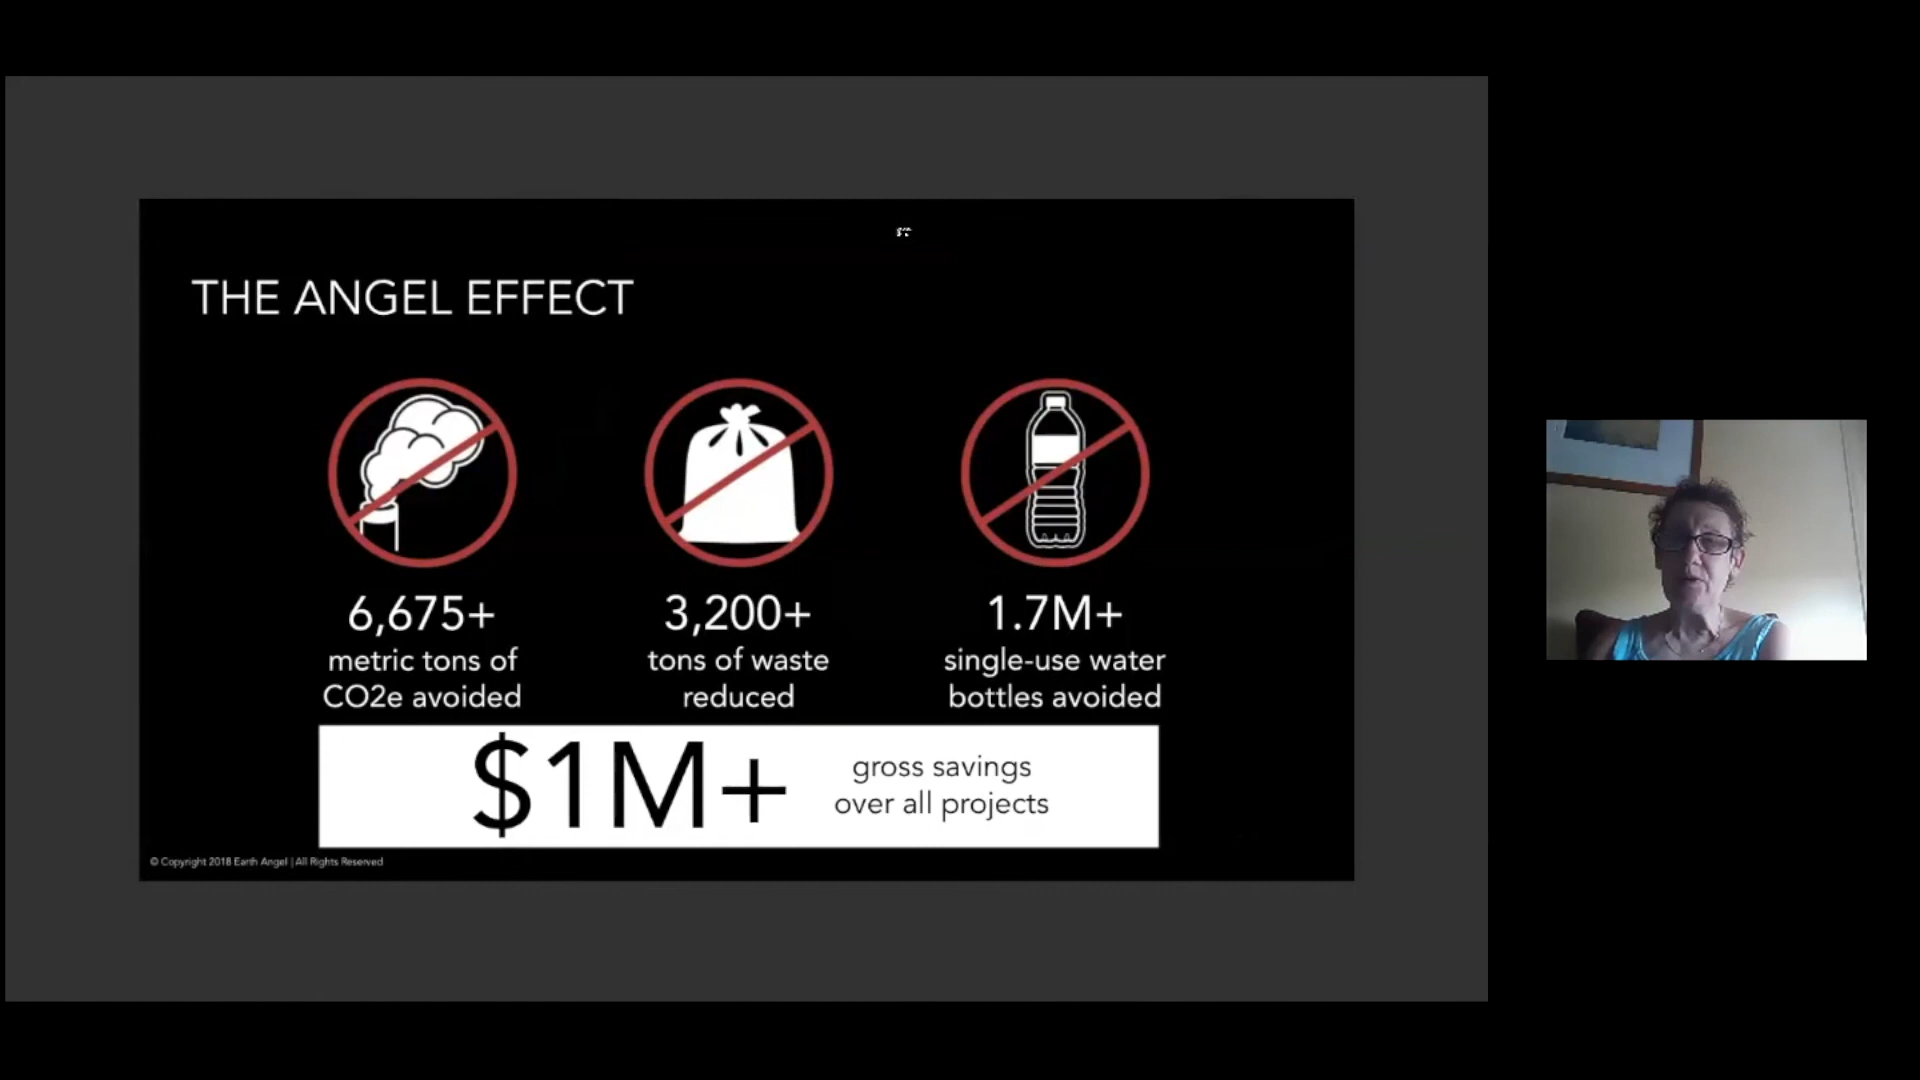 THE ANGEL EFFECT
6,675+
metric tons of
CO2e avoided
3,200+
tons of waste
reduced
1.7M+
single-use water
bottles avoided
$1M+
gross savings
over all projects
© Copyright 2018 Earth Angel | All Rights Reserved